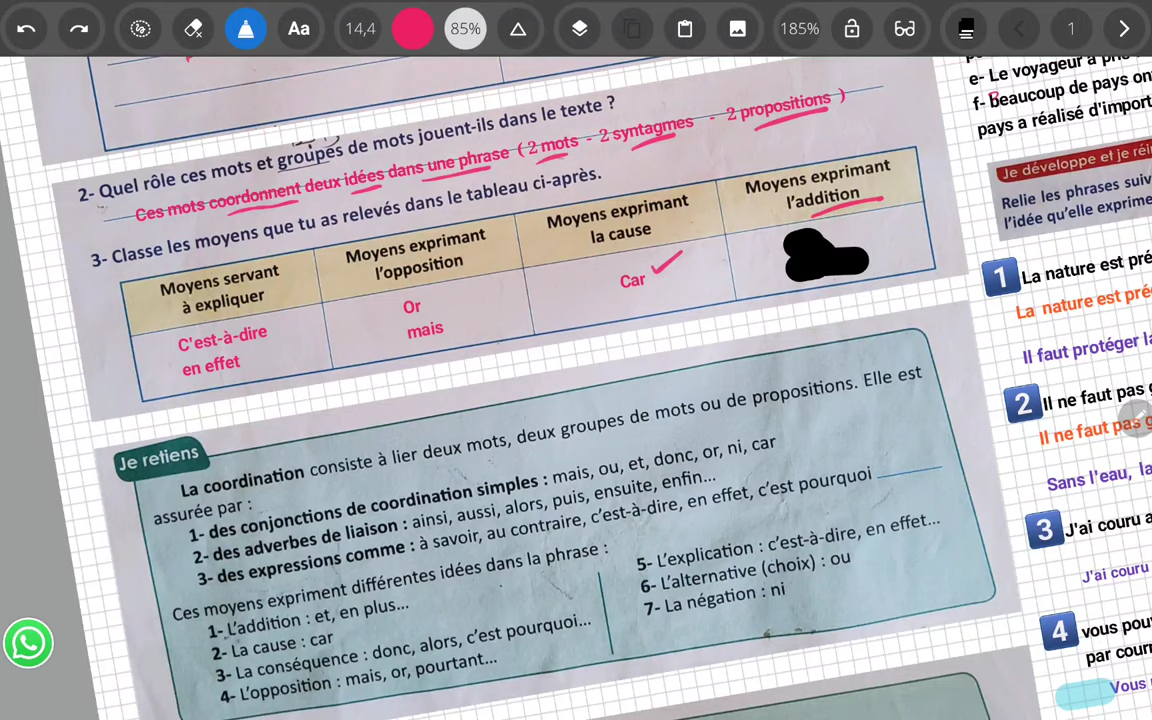 14,4
85%
185%
1
Aa
2- Quel rôle ces mots et groupes de mots jouent-ils dans le texte ?
Ces mots coordonnent deux idées dans une phrase ( 2 mots - 2 syntagmes - 2 propositions )
3- Classe les moyens que tu as relevés dans le tableau ci-après.
Moyens servant
à expliquer
Moyens exprimant
l'opposition
Moyens exprimant
la cause
Moyens exprimant
l'addition
C'est-à-dire
en effet
Or
mais
Car
Je retiens
La coordination consiste à lier deux mots, deux groupes de mots ou de propositions. Elle est
assurée par :
1- des conjonctions de coordination simples : mais, ou, et, donc, or, ni, car
2- des adverbes de liaison : ainsi, aussi, alors, puis, ensuite, enfin...
3- des expressions comme : à savoir, au contraire, c'est-à-dire, en effet, c'est pourquoi
Ces moyens expriment différentes idées dans la phrase :
1- L'addition : et, en plus...
2- La cause : car
3- La conséquence : donc, alors, c'est pourquoi...
4- L'opposition : mais, or, pourtant...
5- L'explication : c'est-à-dire, en effet...
6- L'alternative (choix) : ou
7- La négation : ni
e- Le voyageur a
f- Beaucoup de pays
pays a réalisé
Je développe et je
Relie les phrases
l'idée qu'elle
1 La nature est
La nature est
Il faut protéger
2 Il ne faut pas
Il ne faut pas
Sans l'eau,
3 J'ai couru
J'ai couru
4 vous
par
Vous